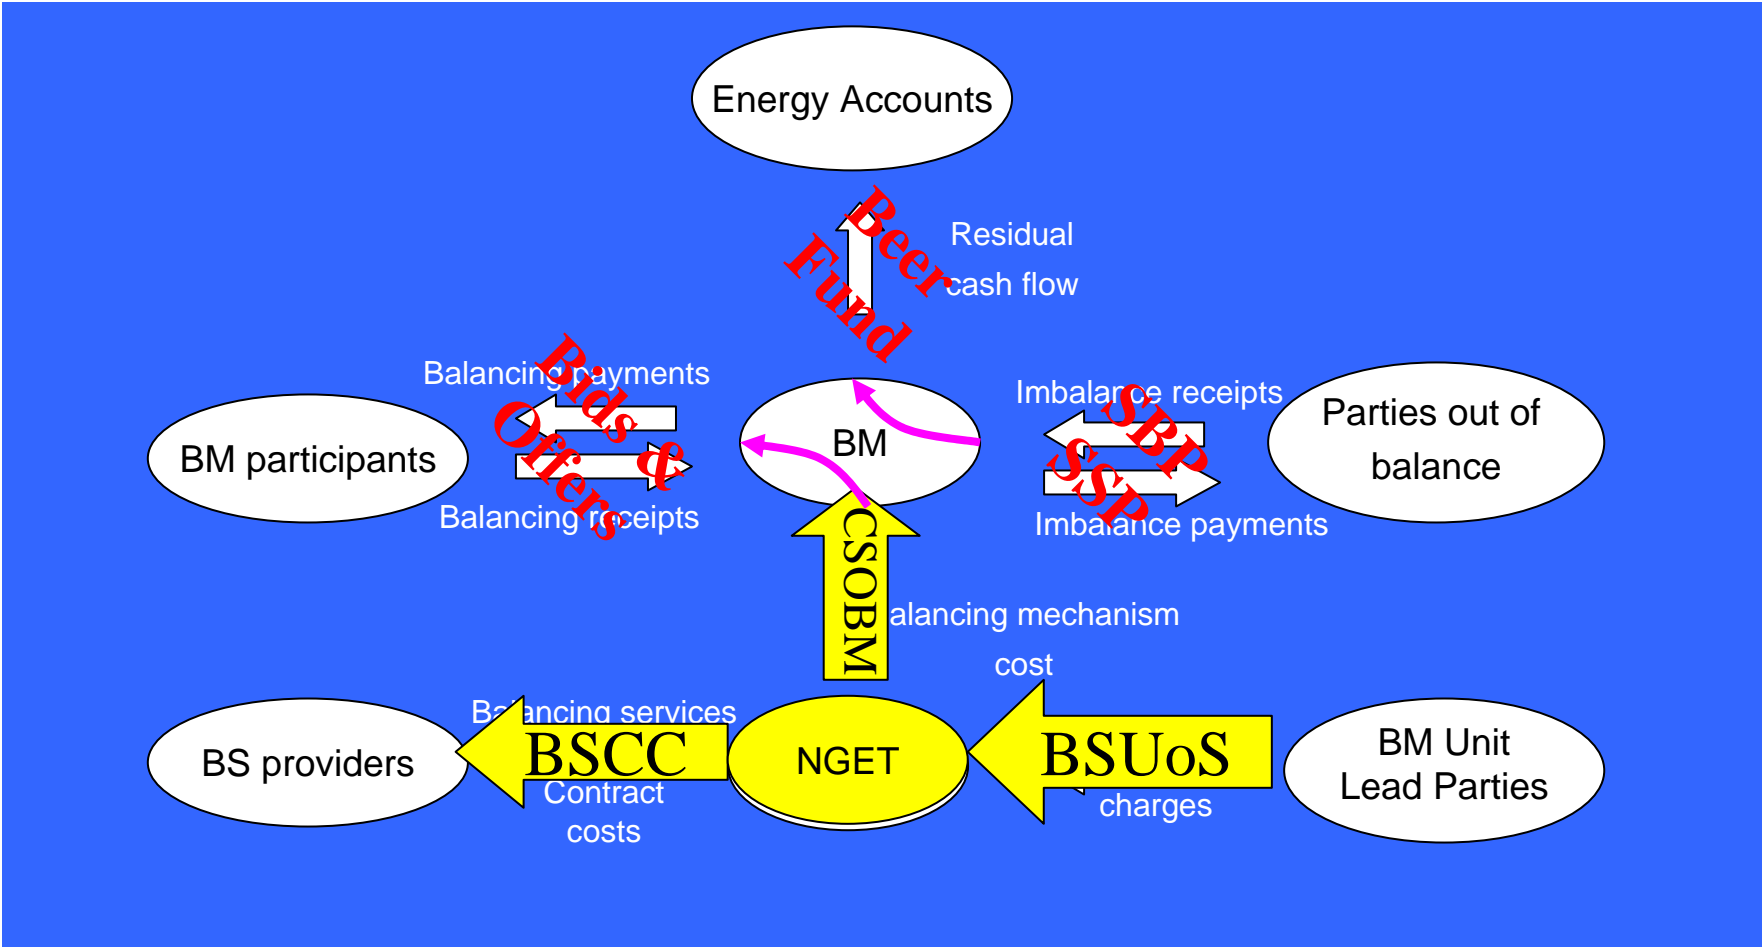 Energy Accounts
Beer
Fund
Residual
cash flow
Balancing payments
Bids &
Offers
BM participants
Balancing receipts
BM
Imbalance receipts
SBP
SSP
Parties out of
balance
Imbalance payments
CSOBM
alancing mechanism
cost
Balancing services
BSCC
Contract
costs
BS providers
NGET
BSUoS
charges
BM Unit
Lead Parties